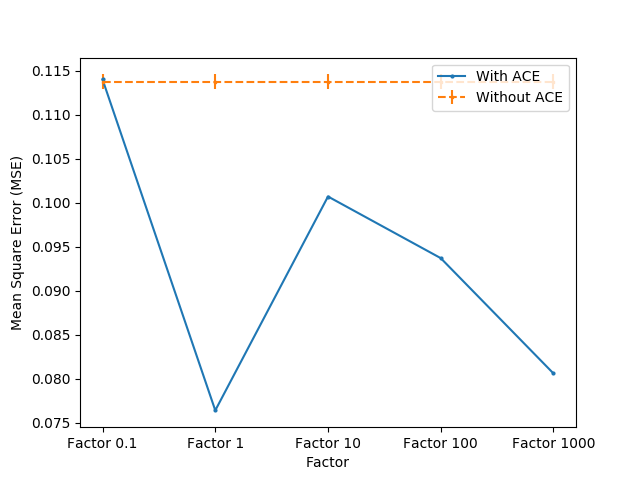 With ACE
Without ACE
0.115
0.110
0.105
0.100
0.095
0.090
0.085
0.080
0.075
Mean Square Error (MSE)
Factor 0.1 Factor 1 Factor 10 Factor 100 Factor 1000
Factor